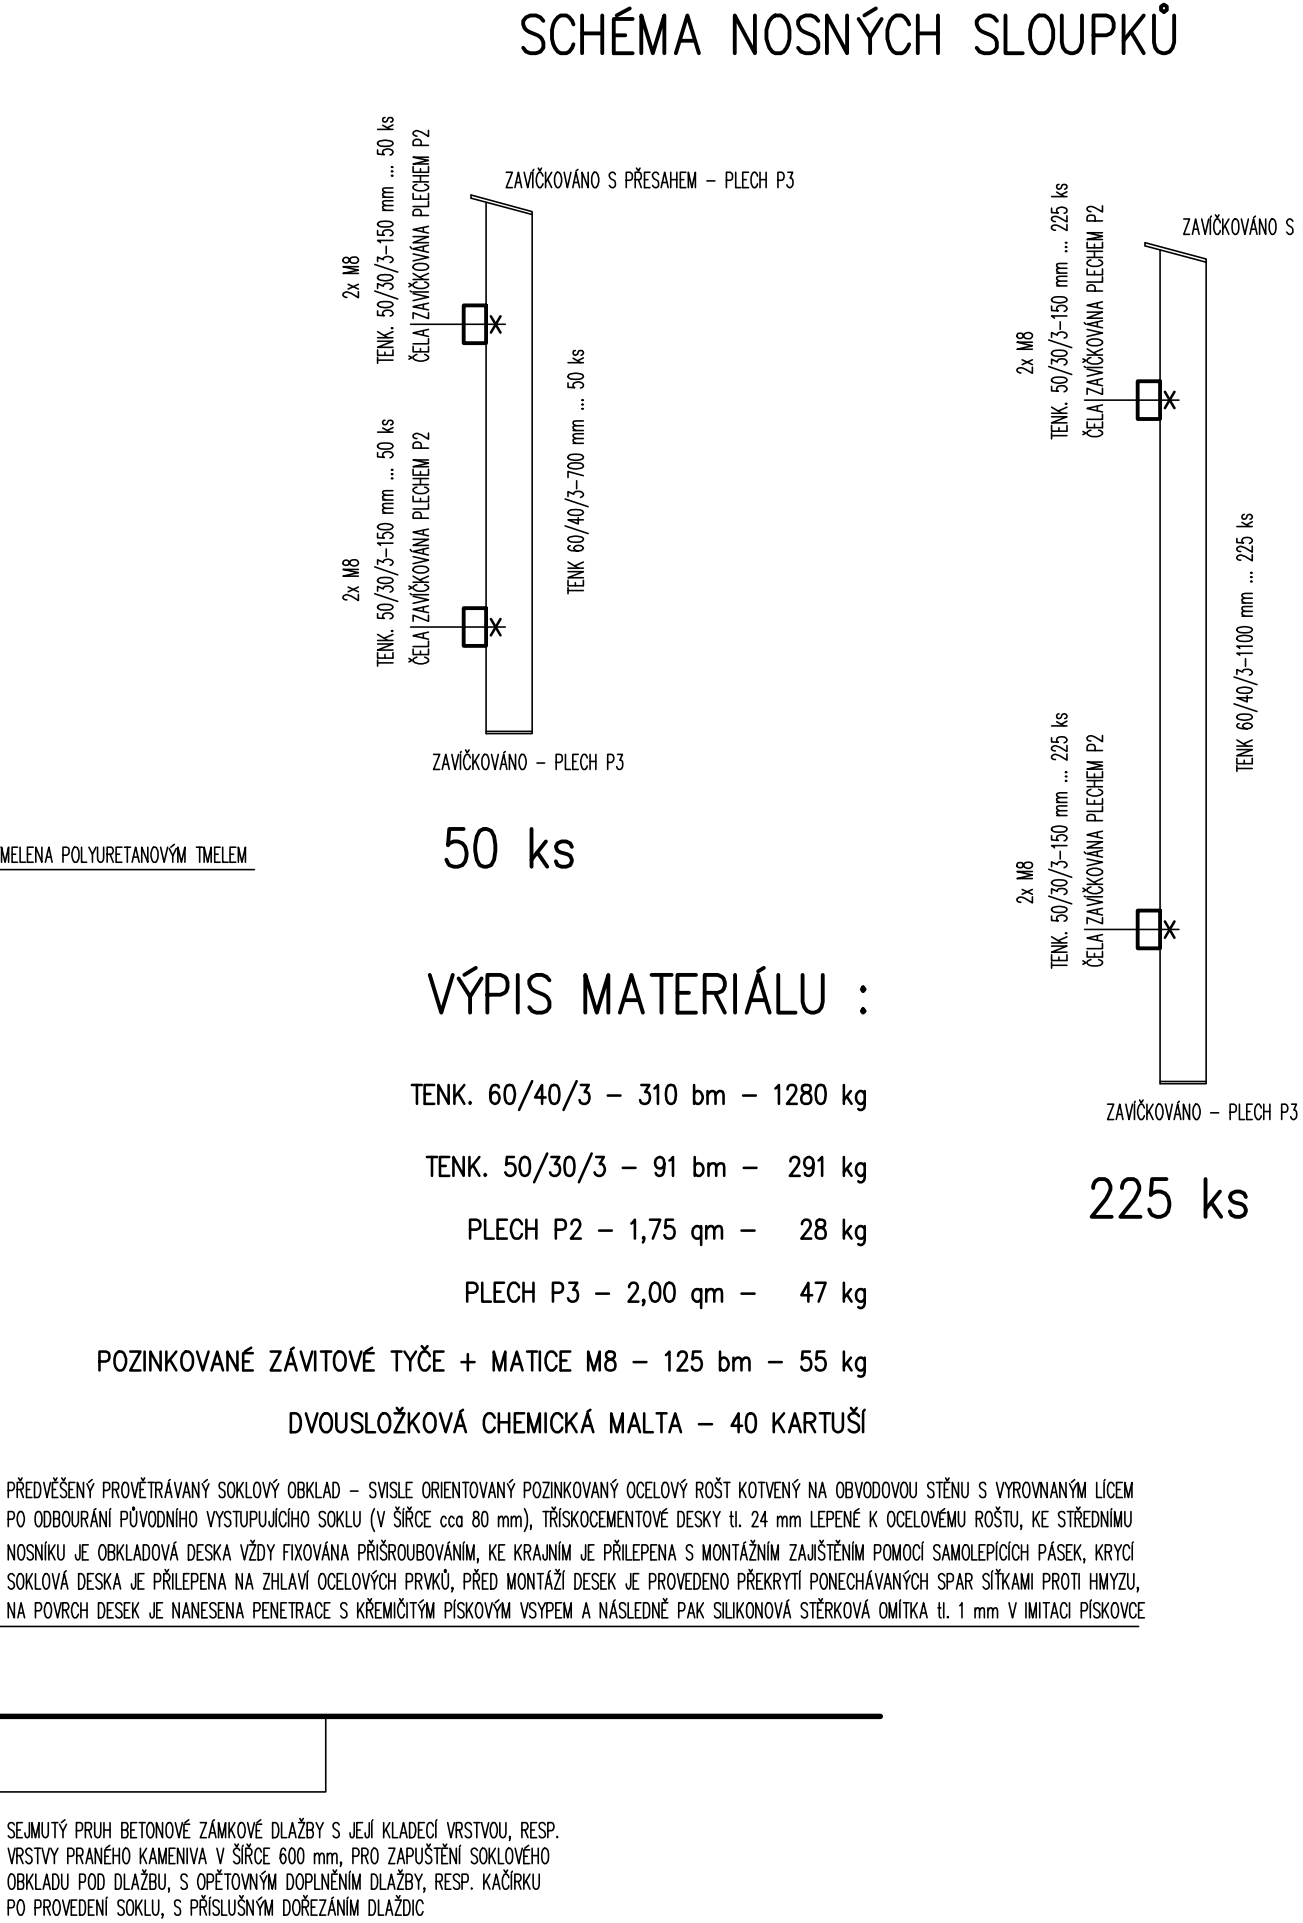 SCHÉMA NOSNÝCH SLOUPKŮ
ZAVÍČKOVÁNO S PŘESAHEM – PLECH P3
2x M8
TENK. 50/30/3–150 mm ... 50 ks
ČELA ZAVÍČKOVÁNA PLECHEM P2
2x M8
TENK. 50/30/3–150 mm ... 50 ks
ČELA ZAVÍČKOVÁNA PLECHEM P2
TENK 60/40/3–700 mm ... 50 ks
ZAVÍČKOVÁNO – PLECH P3
50 ks
ZAVÍČKOVÁNO S
2x M8
TENK. 50/30/3–150 mm ... 225 ks
ČELA ZAVÍČKOVÁNA PLECHEM P2
2x M8
TENK. 50/30/3–150 mm ... 225 ks
ČELA ZAVÍČKOVÁNA PLECHEM P2
TENK 60/40/3–1100 mm ... 225 ks
ZAVÍČKOVÁNO – PLECH P3
225 ks
MELENA POLYURETANOVÝM TMELEM
VÝPIS MATERIÁLU :
TENK. 60/40/3 – 310 bm – 1280 kg
TENK. 50/30/3 – 91 bm – 291 kg
PLECH P2 – 1,75 qm – 28 kg
PLECH P3 – 2,00 qm – 47 kg
POZINKOVANÉ ZÁVITOVÉ TYČE + MATICE M8 – 125 bm – 55 kg
DVOUSLOŽKOVÁ CHEMICKÁ MALTA – 40 KARTUŠÍ
PŘEDVĚŠENÝ PROVĚTRÁVANÝ SOKLOVÝ OBKLAD – SVISLE ORIENTOVANÝ POZINKOVANÝ OCELOVÝ ROŠT KOTVENÝ NA OBVODOVOU STĚNU S VYROVNANÝM LÍCEM
PO ODBOURÁNÍ PŮVODNÍHO VYSTUPUJÍCÍHO SOKLU (V ŠÍŘCE cca 80 mm), TŘÍSKOCEMENTOVÉ DESKY tl. 24 mm LEPENÉ K OCELOVÉMU ROŠTU, KE STŘEDNÍMU
NOSNÍKU JE OBKLADOVÁ DESKA VŽDY FIXOVÁNA PŘIŠROUBOVÁNÍM, KE KRAJNÍM JE PŘILEPENA S MONTÁŽNÍM ZAJIŠTĚNÍM POMOCÍ SAMOLEPÍCÍCH PÁSEK, KRYCÍ
SOKLOVÁ DESKA JE PŘILEPENA NA ZHLAVÍ OCELOVÝCH PRVKŮ, PŘED MONTÁŽÍ DESEK JE PROVEDENO PŘEKRYTÍ PONECHÁVANÝCH SPAR SÍŤKAMI PROTI HMYZU,
NA POVRCH DESEK JE NANESENA PENETRACE S KŘEMIČITÝM PÍSKOVÝM VSYPEM A NÁSLEDNĚ PAK SILIKONOVÁ STĚRKOVÁ OMÍTKA tl. 1 mm V IMITACI PÍSKOVCE
SEJMUTÝ PRUH BETONOVÉ ZÁMKOVÉ DLAŽBY S JEJÍ KLADECÍ VRSTVOU, RESP.
VRSTVY PRANÉHO KAMENIVA V ŠÍŘCE 600 mm, PRO ZAPUŠTĚNÍ SOKLOVÉHO
OBKLADU POD DLAŽBU, S OPĚTOVNÝM DOPLNĚNÍM DLAŽBY, RESP. KAČÍRKU
PO PROVEDENÍ SOKLU, S PŘÍSLUŠNÝM DOŘEZÁNÍM DLAŽDIC